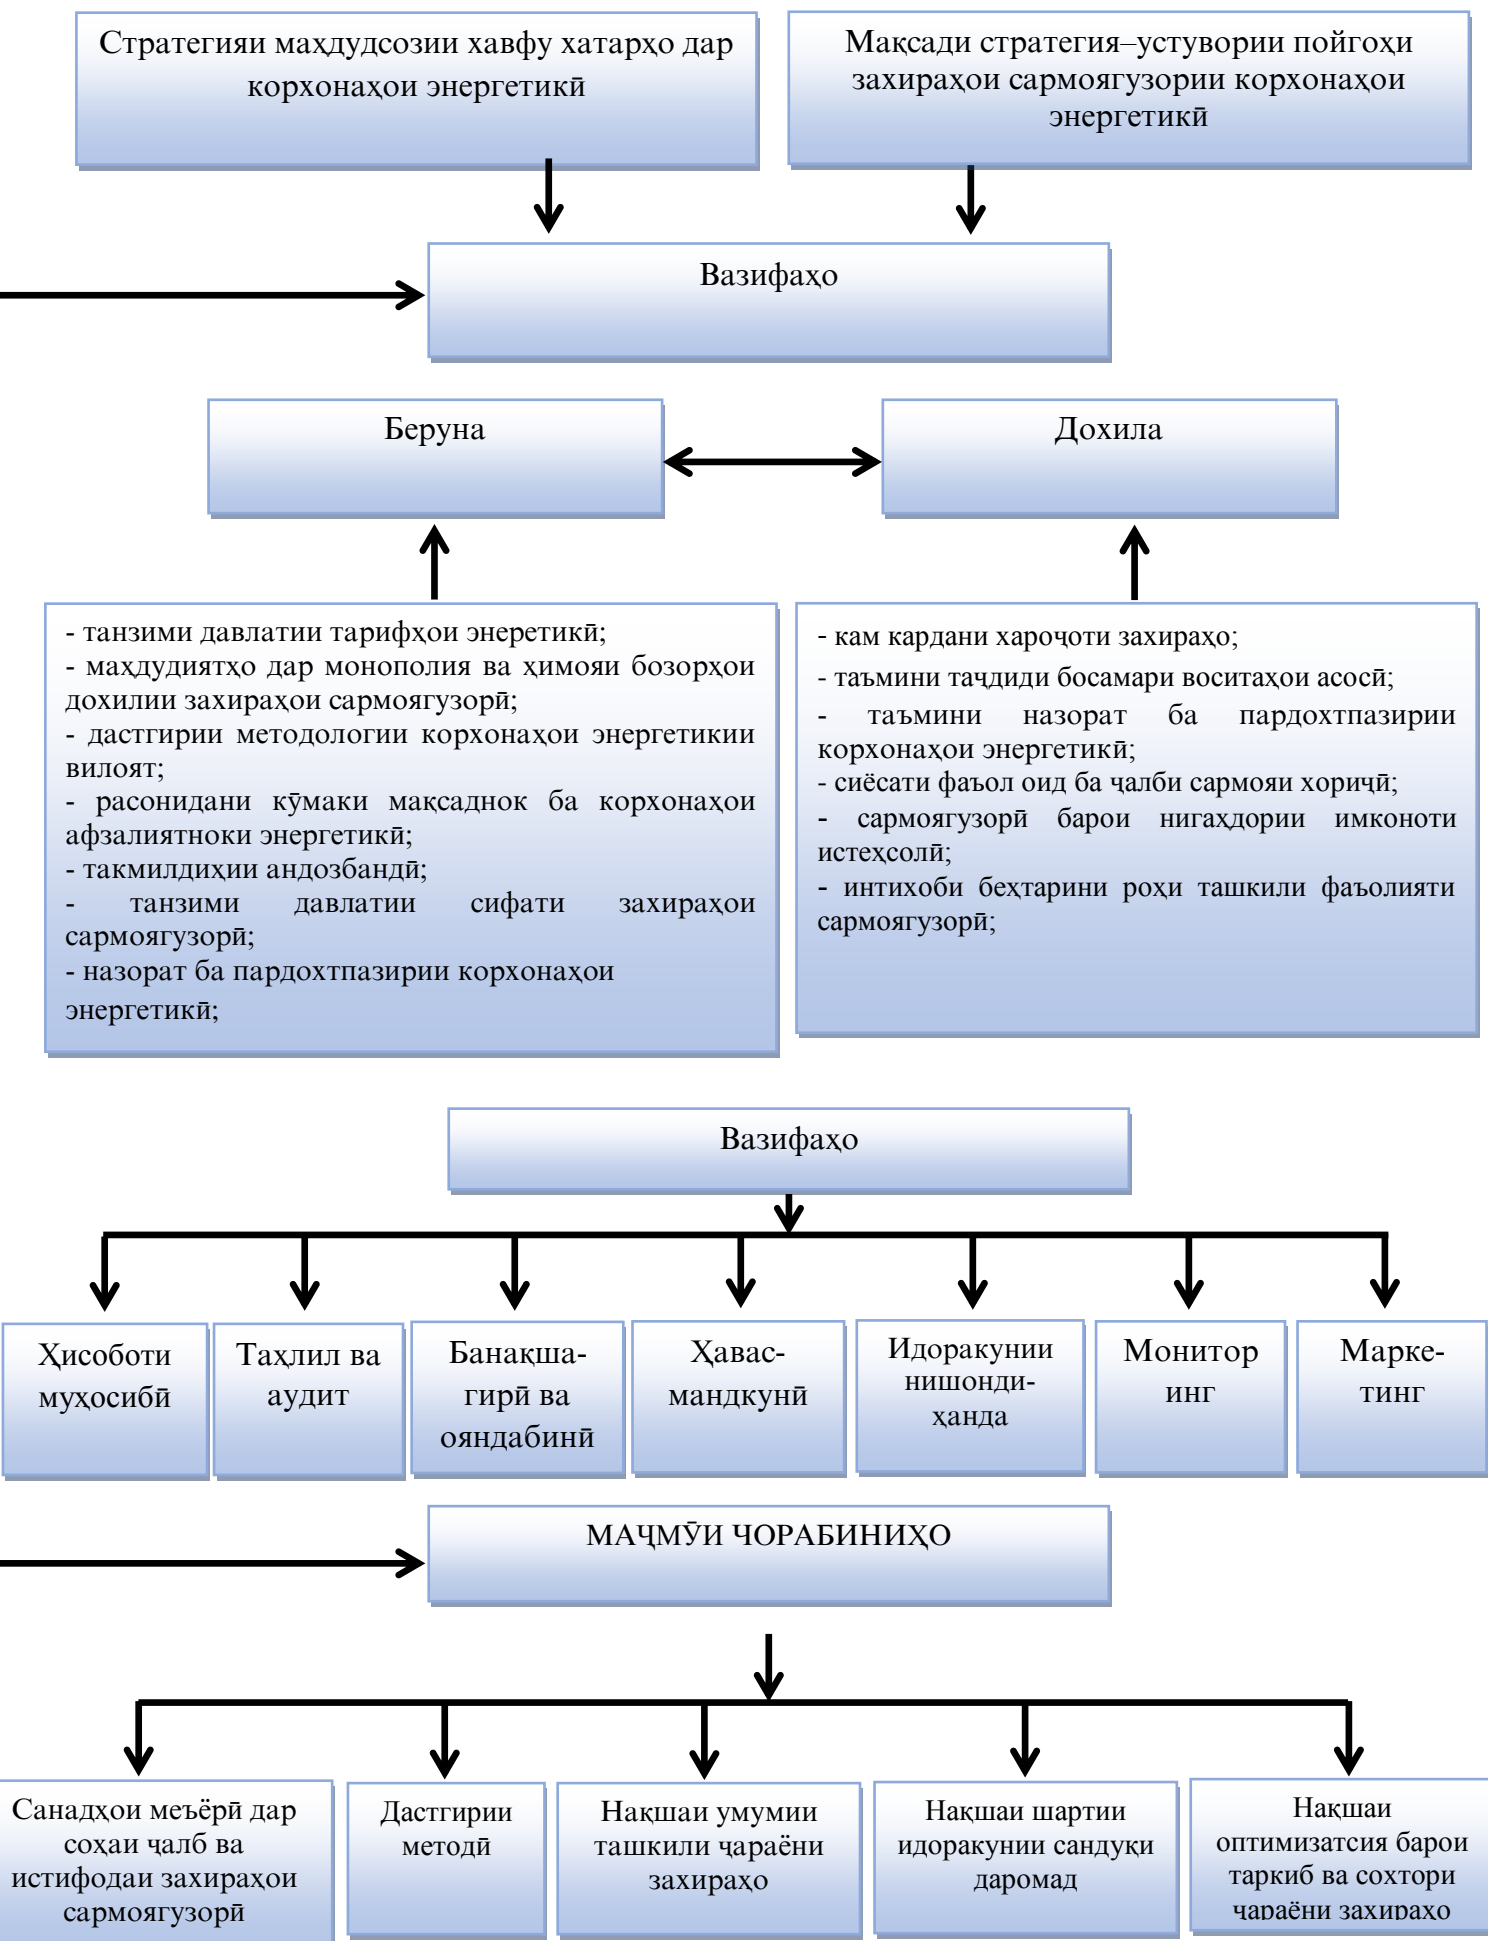 Стратегияи маҳдудсозии хавфу хатарҳо дар
корхонаҳои энергетикӣ
Мақсади стратегия–устувории пойгоҳи
захираҳои сармоягузории корхонаҳои
энергетикӣ
Вазифаҳо
Беруна
Дохила
- танзими давлатии тарифҳои энеретикӣ;
- маҳдудиятҳо дар монополия ва ҳимояи бозорҳои
дохилии захираҳои сармоягузорӣ;
- дастгирии методологии корхонаҳои энергетикии
вилоят;
- расонидани кӯмаки мақсаднок ба корхонаҳои
афзалиятноки энергетикӣ;
- такмилдиҳии андозбандӣ;
- танзими давлатии сифати захираҳои
сармоягузорӣ;
- назорат ба пардохтпазирии корхонаҳои
энергетикӣ;
- кам кардани хароҷоти захираҳо;
- таъмини таҷдиди босамари воситаҳои асосӣ;
- таъмини назорат ба пардохтпазирии
корхонаҳои энергетикӣ;
- сиёсати фаъол оид ба ҷалби сармояи хориҷӣ;
- сармоягузорӣ барои нигаҳдории имконоти
истеҳсолӣ;
- интихоби беҳтарини роҳи ташкили фаъолияти
сармоягузорӣ;
Вазифаҳо
Ҳисоботи
муҳосибӣ
Таҳлил ва
аудит
Банақша-
гирӣ ва
ояндабинӣ
Ҳавас-
мандкунӣ
Идоракунии
нишонди-
ҳанда
Монитор
инг
Марке-
тинг
МАҶМӮИ ЧОРАБИНИҲО
Санадҳои меъёрӣ дар
соҳаи ҷалб ва
истифодаи захираҳои
сармоягузорӣ
Дастгирии
методӣ
Нақшаи умумии
ташкили ҷараёни
захираҳо
Нақшаи шартии
идоракунии сандуқи
даромад
Нақшаи
оптимизатсия барои
таркиб ва сохтори
ҷараёни захираҳо